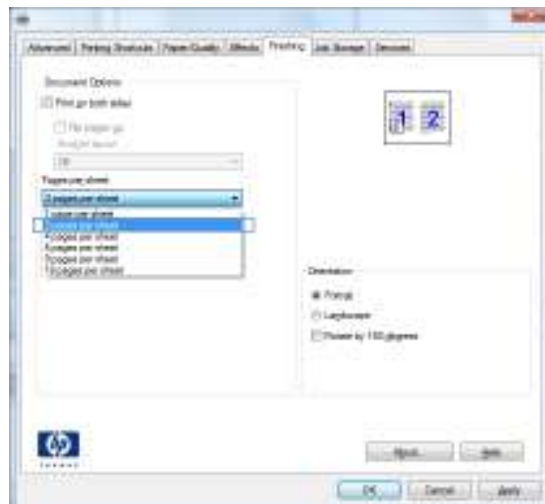 Advanced Printing Shortcuts Paper/Quality Effects Finishing Job Storage Services
Document Options
Print on both sides
Flip pages up
Booklet layout
Off
Pages per sheet
2 pages per sheet
1 page per sheet
2 pages per sheet
4 pages per sheet
6 pages per sheet
9 pages per sheet
16 pages per sheet
1 2
Orientation
Portrait
Landscape
Rotate by 180 degrees
hp
invent
About... Help
OK Cancel Apply